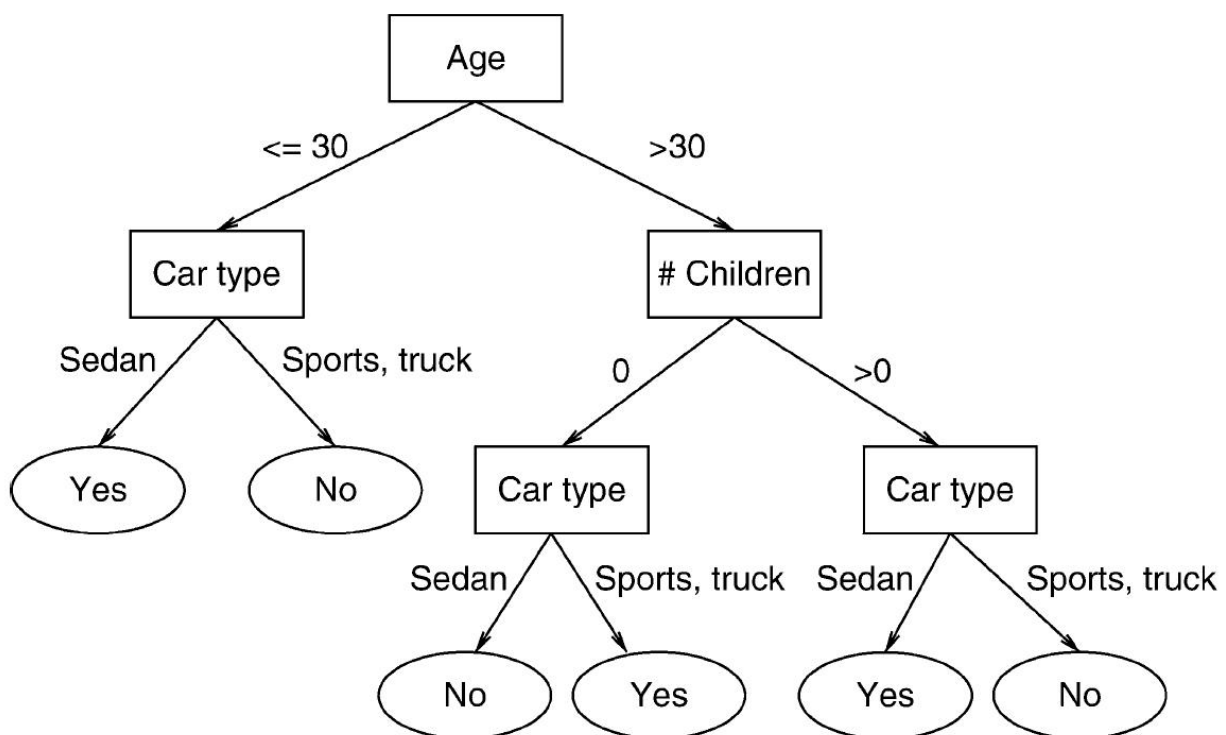 Age
<= 30
>30
Car type
# Children
Sedan
Sports, truck
0
>0
Yes
No
Car type
Car type
Sedan
Sports, truck
Sedan
Sports, truck
No
Yes
Yes
No